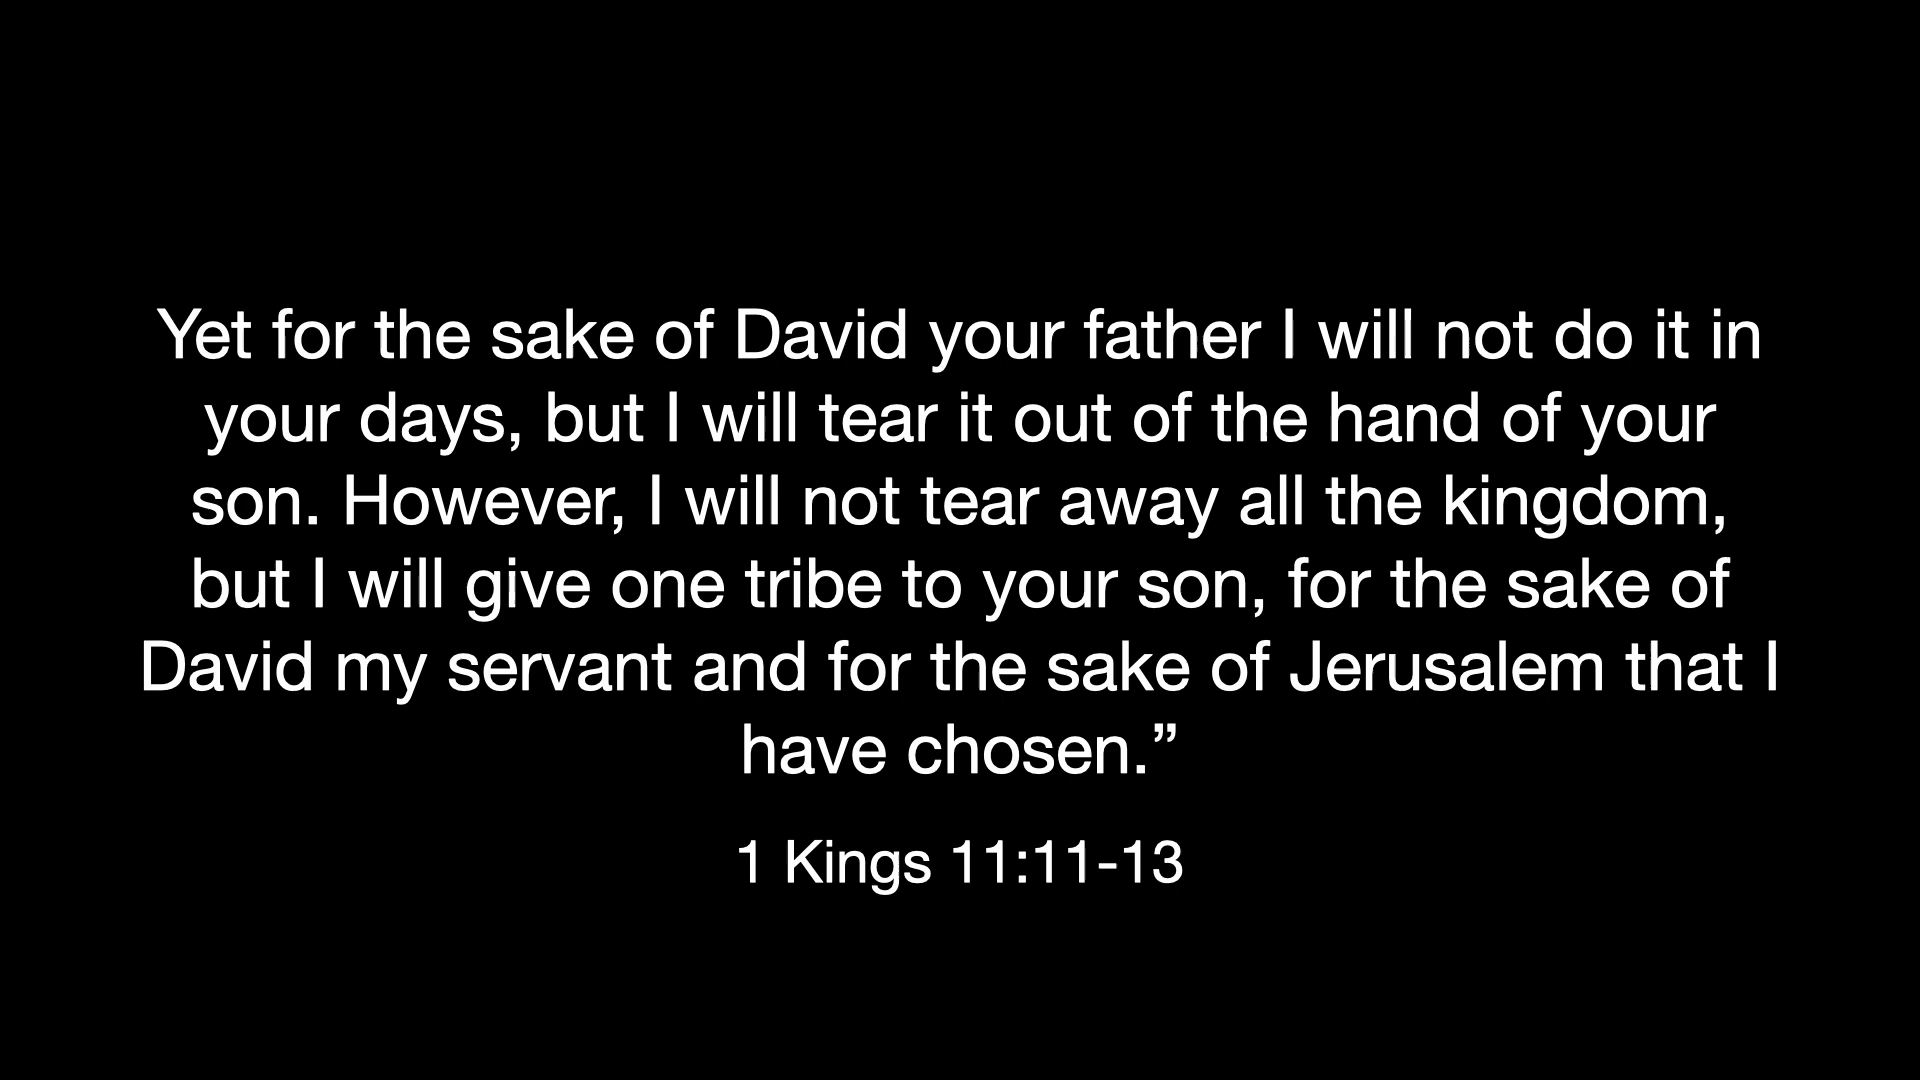 Yet for the sake of David your father I will not do it in
your days, but I will tear it out of the hand of your
son. However, I will not tear away all the kingdom,
but I will give one tribe to your son, for the sake of
David my servant and for the sake of Jerusalem that I
have chosen.”
1 Kings 11:11-13